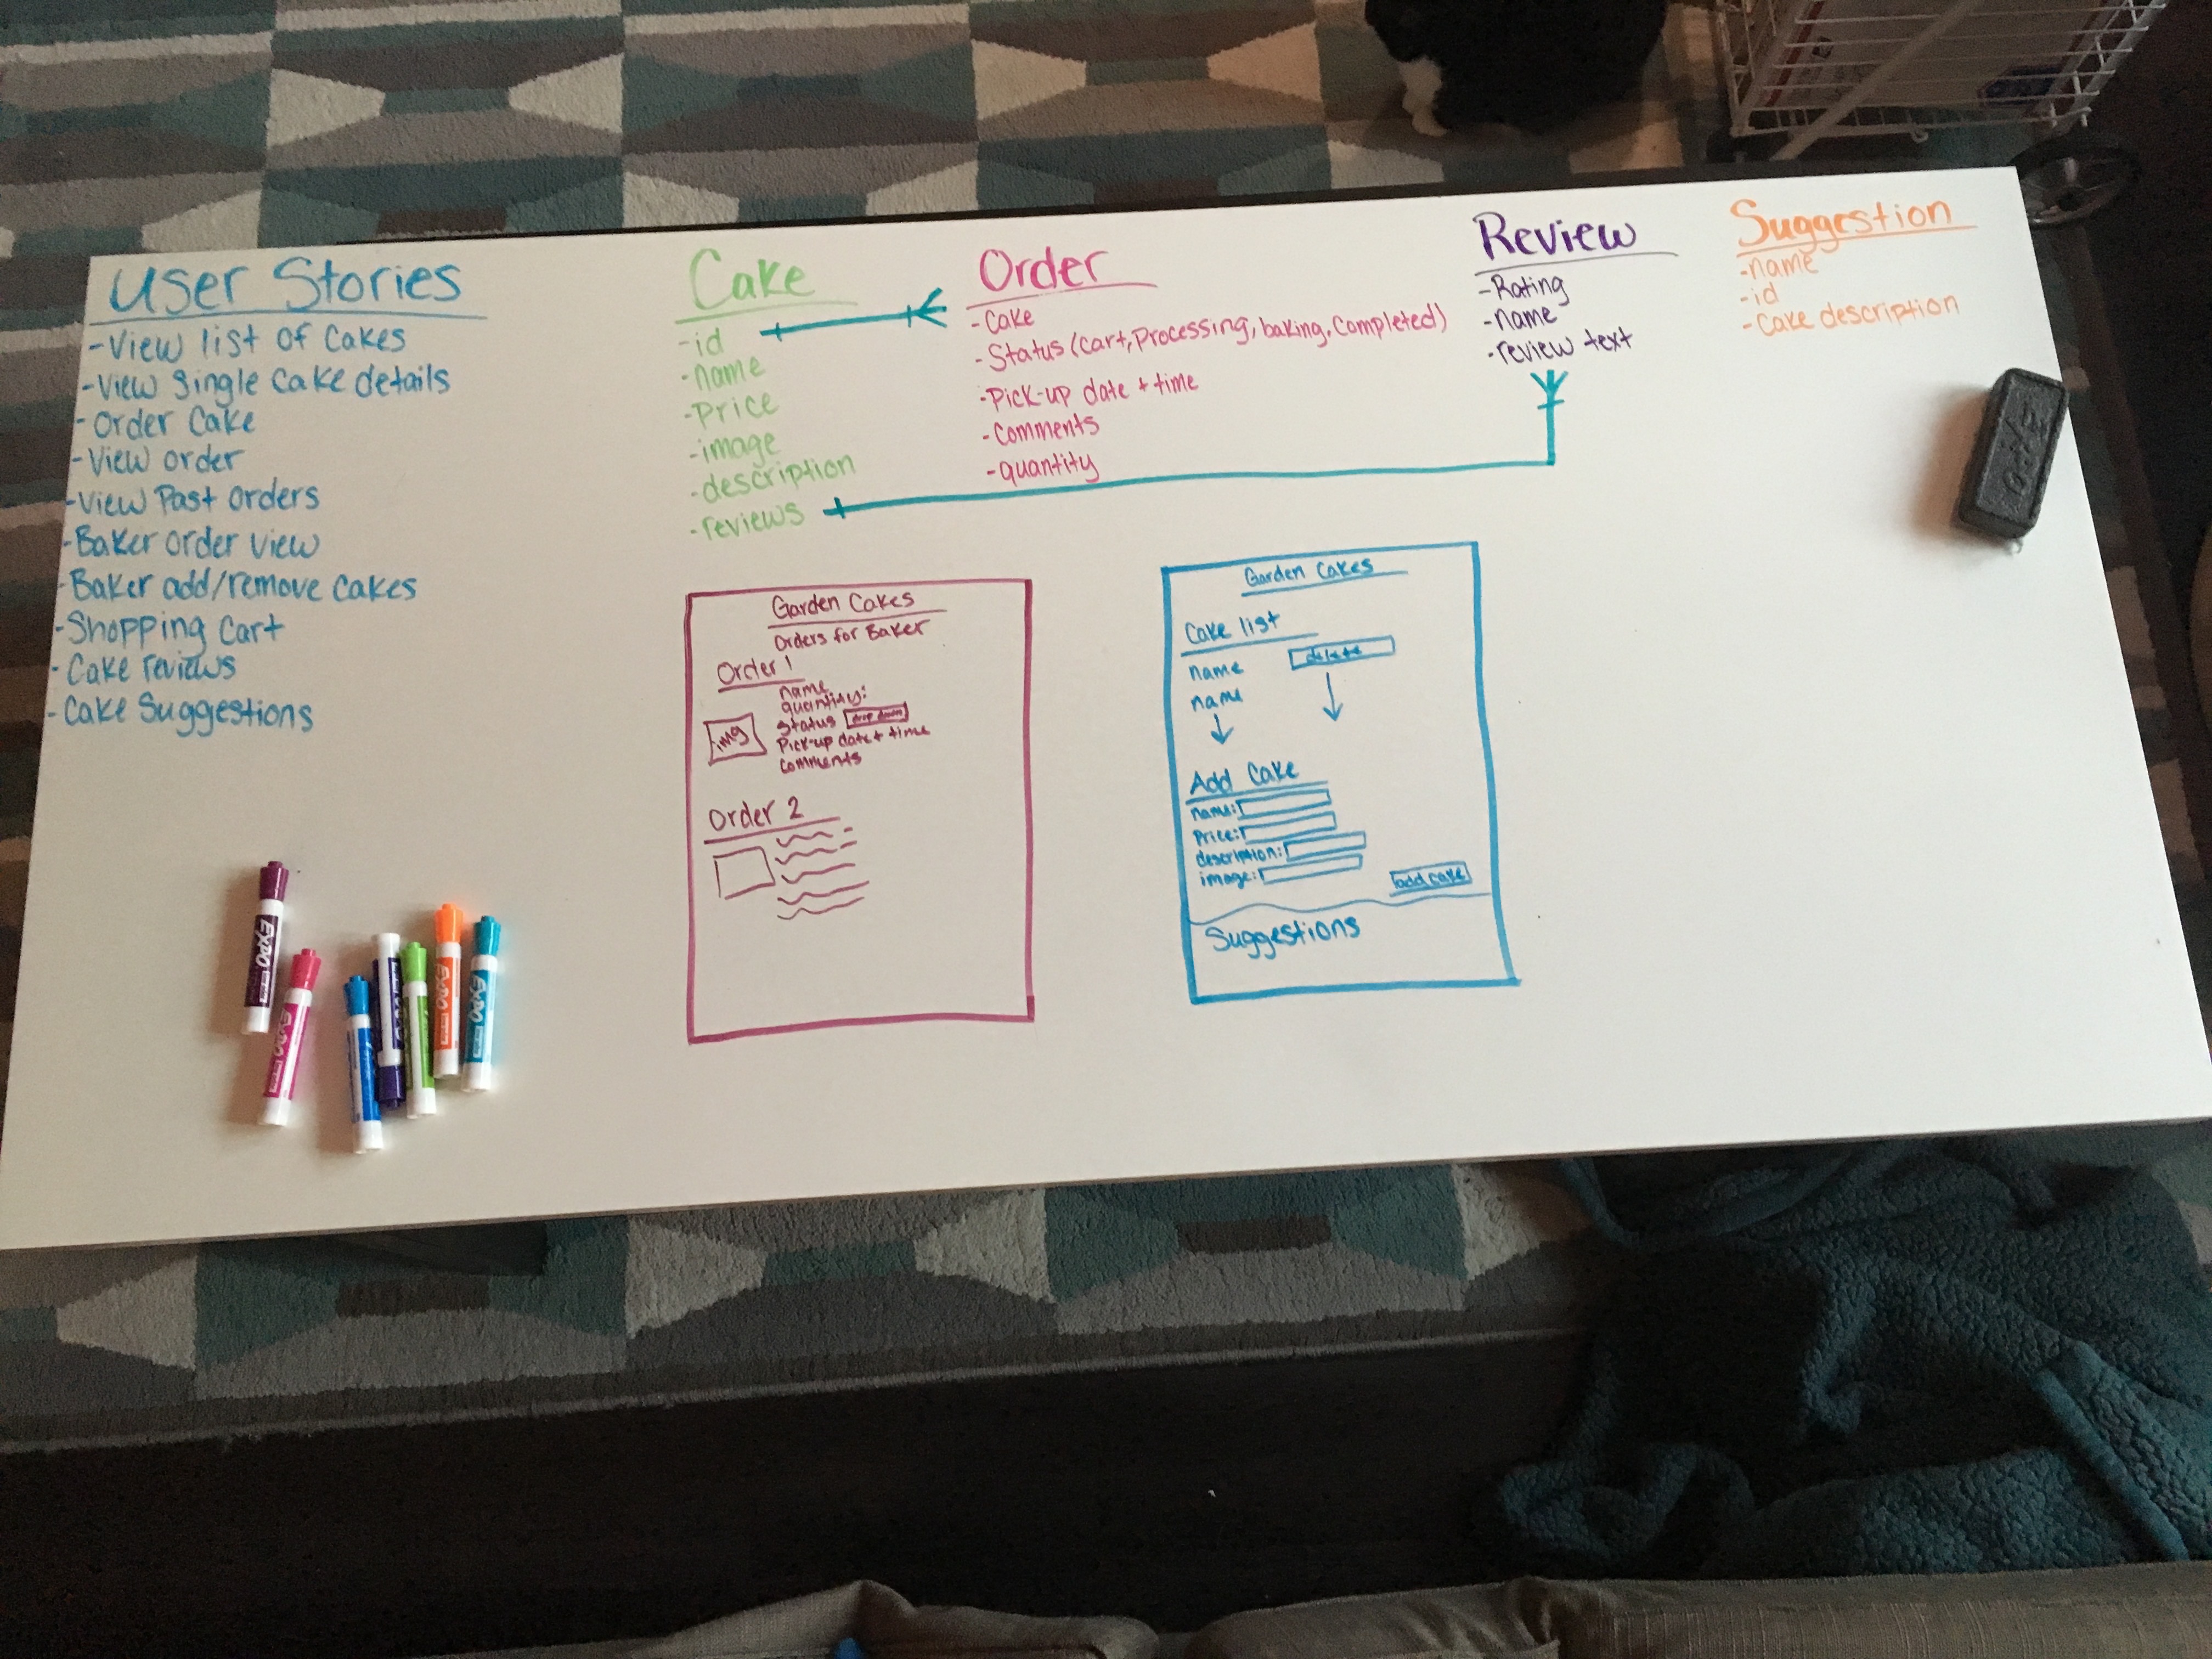 User Stories
-View list of Cakes
-View Single Cake details
-Order Cake
-View order
-View Past Orders
-Baker order view
-Baker add/remove Cakes
-Shopping Cart
-Cake reviews
-Cake Suggestions
Cake
-id
-name
-Price
-image
-description
-reviews
Order
-Cake
-Status (Cart, Processing, baking, Completed)
-Pick-up date + time
-Comments
-quantity
Review
-Rating
-name
-review text
Suggestion
-name
-id
-Cake description
Garden Cakes
Orders for Baker
Order 1
name
quantity:
Status drop down
img
Pick-up date + time
Comments
Order 2
Garden Cakes
Cake list
name delete
name
Add Cake
name:
Price:
description:
image:
add cake
Suggestions
EXPO
EXPO
EXPO
EXPO
EXPO